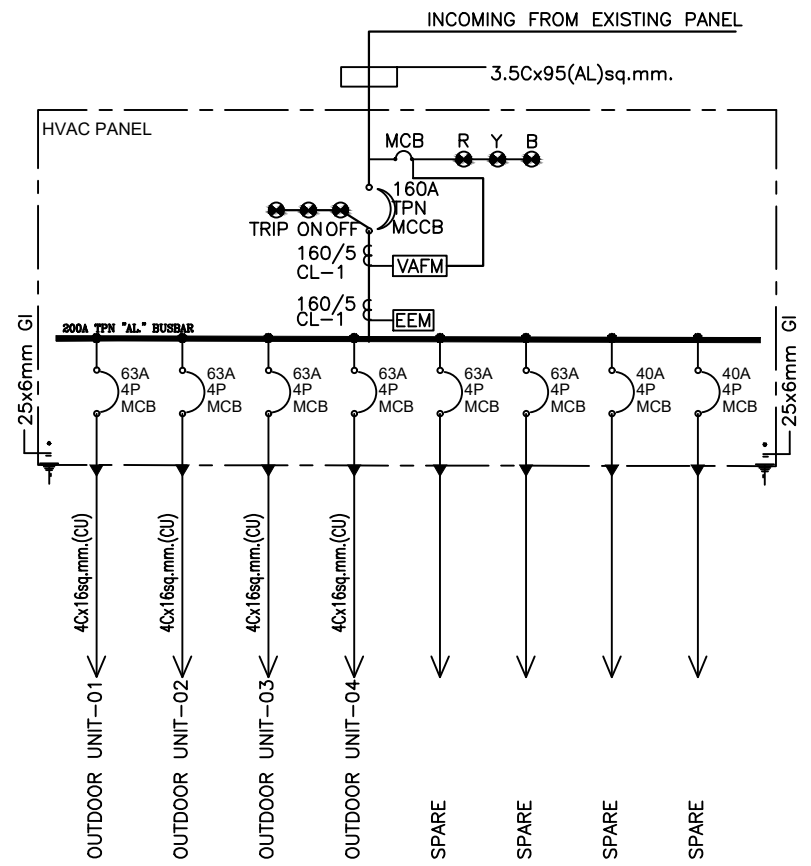 INCOMING FROM EXISTING PANEL
3.5Cx95(AL)sq.mm.
HVAC PANEL
MCB R Y B
160A
TPN
MCCB
TRIP ON OFF
160/5
CL-1
VAFM
160/5
CL-1
EEM
200A TPN "AL." BUSBAR
63A
4P
MCB
63A
4P
MCB
63A
4P
MCB
63A
4P
MCB
63A
4P
MCB
63A
4P
MCB
40A
4P
MCB
40A
4P
MCB
25x6mm GI
25x6mm GI
4Cx16sq.mm.(CU)
4Cx16sq.mm.(CU)
4Cx16sq.mm.(CU)
4Cx16sq.mm.(CU)
OUTDOOR UNIT-01
OUTDOOR UNIT-02
OUTDOOR UNIT-03
OUTDOOR UNIT-04
SPARE
SPARE
SPARE
SPARE